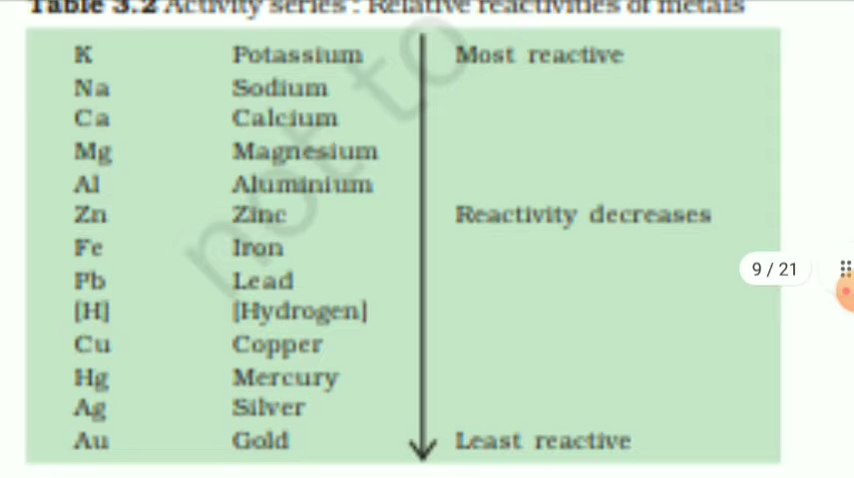 Table 3.2 Activity series : Relative reactivities of metals
K Potassium Most reactive
Na Sodium
Ca Calcium
Mg Magnesium
Al Aluminium
Zn Zinc Reactivity decreases
Fe Iron
Pb Lead
[H] [Hydrogen]
Cu Copper
Hg Mercury
Ag Silver
Au Gold Least reactive
not to
9 / 21